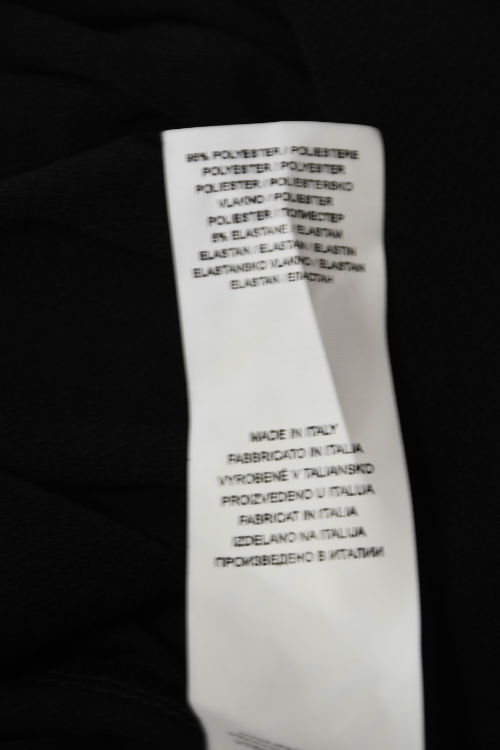 95% POLYESTER / POLIESTERE
POLYESTER / POLYESTER
POLIESTER / POLIESTERSKO
VLAKNO / POLIESTER
POLIESTER / ПОЛИЕСТЕР
5% ELASTANE / ELASTAN
ELASTAN / ELASTAN / ELASTIN
ELASTANSKO VLAKNO / ELASTAN
ELASTAN / ЕЛАСТАН
MADE IN ITALY
FABBRICATO IN ITALIA
VYROBENÉ V TALIANSKO
PROIZVEDENO U ITALIJA
FABRICAT IN ITALIA
IZDELANO NA ITALIJA
ПРОИЗВЕДЕНО В ИТАЛИИ